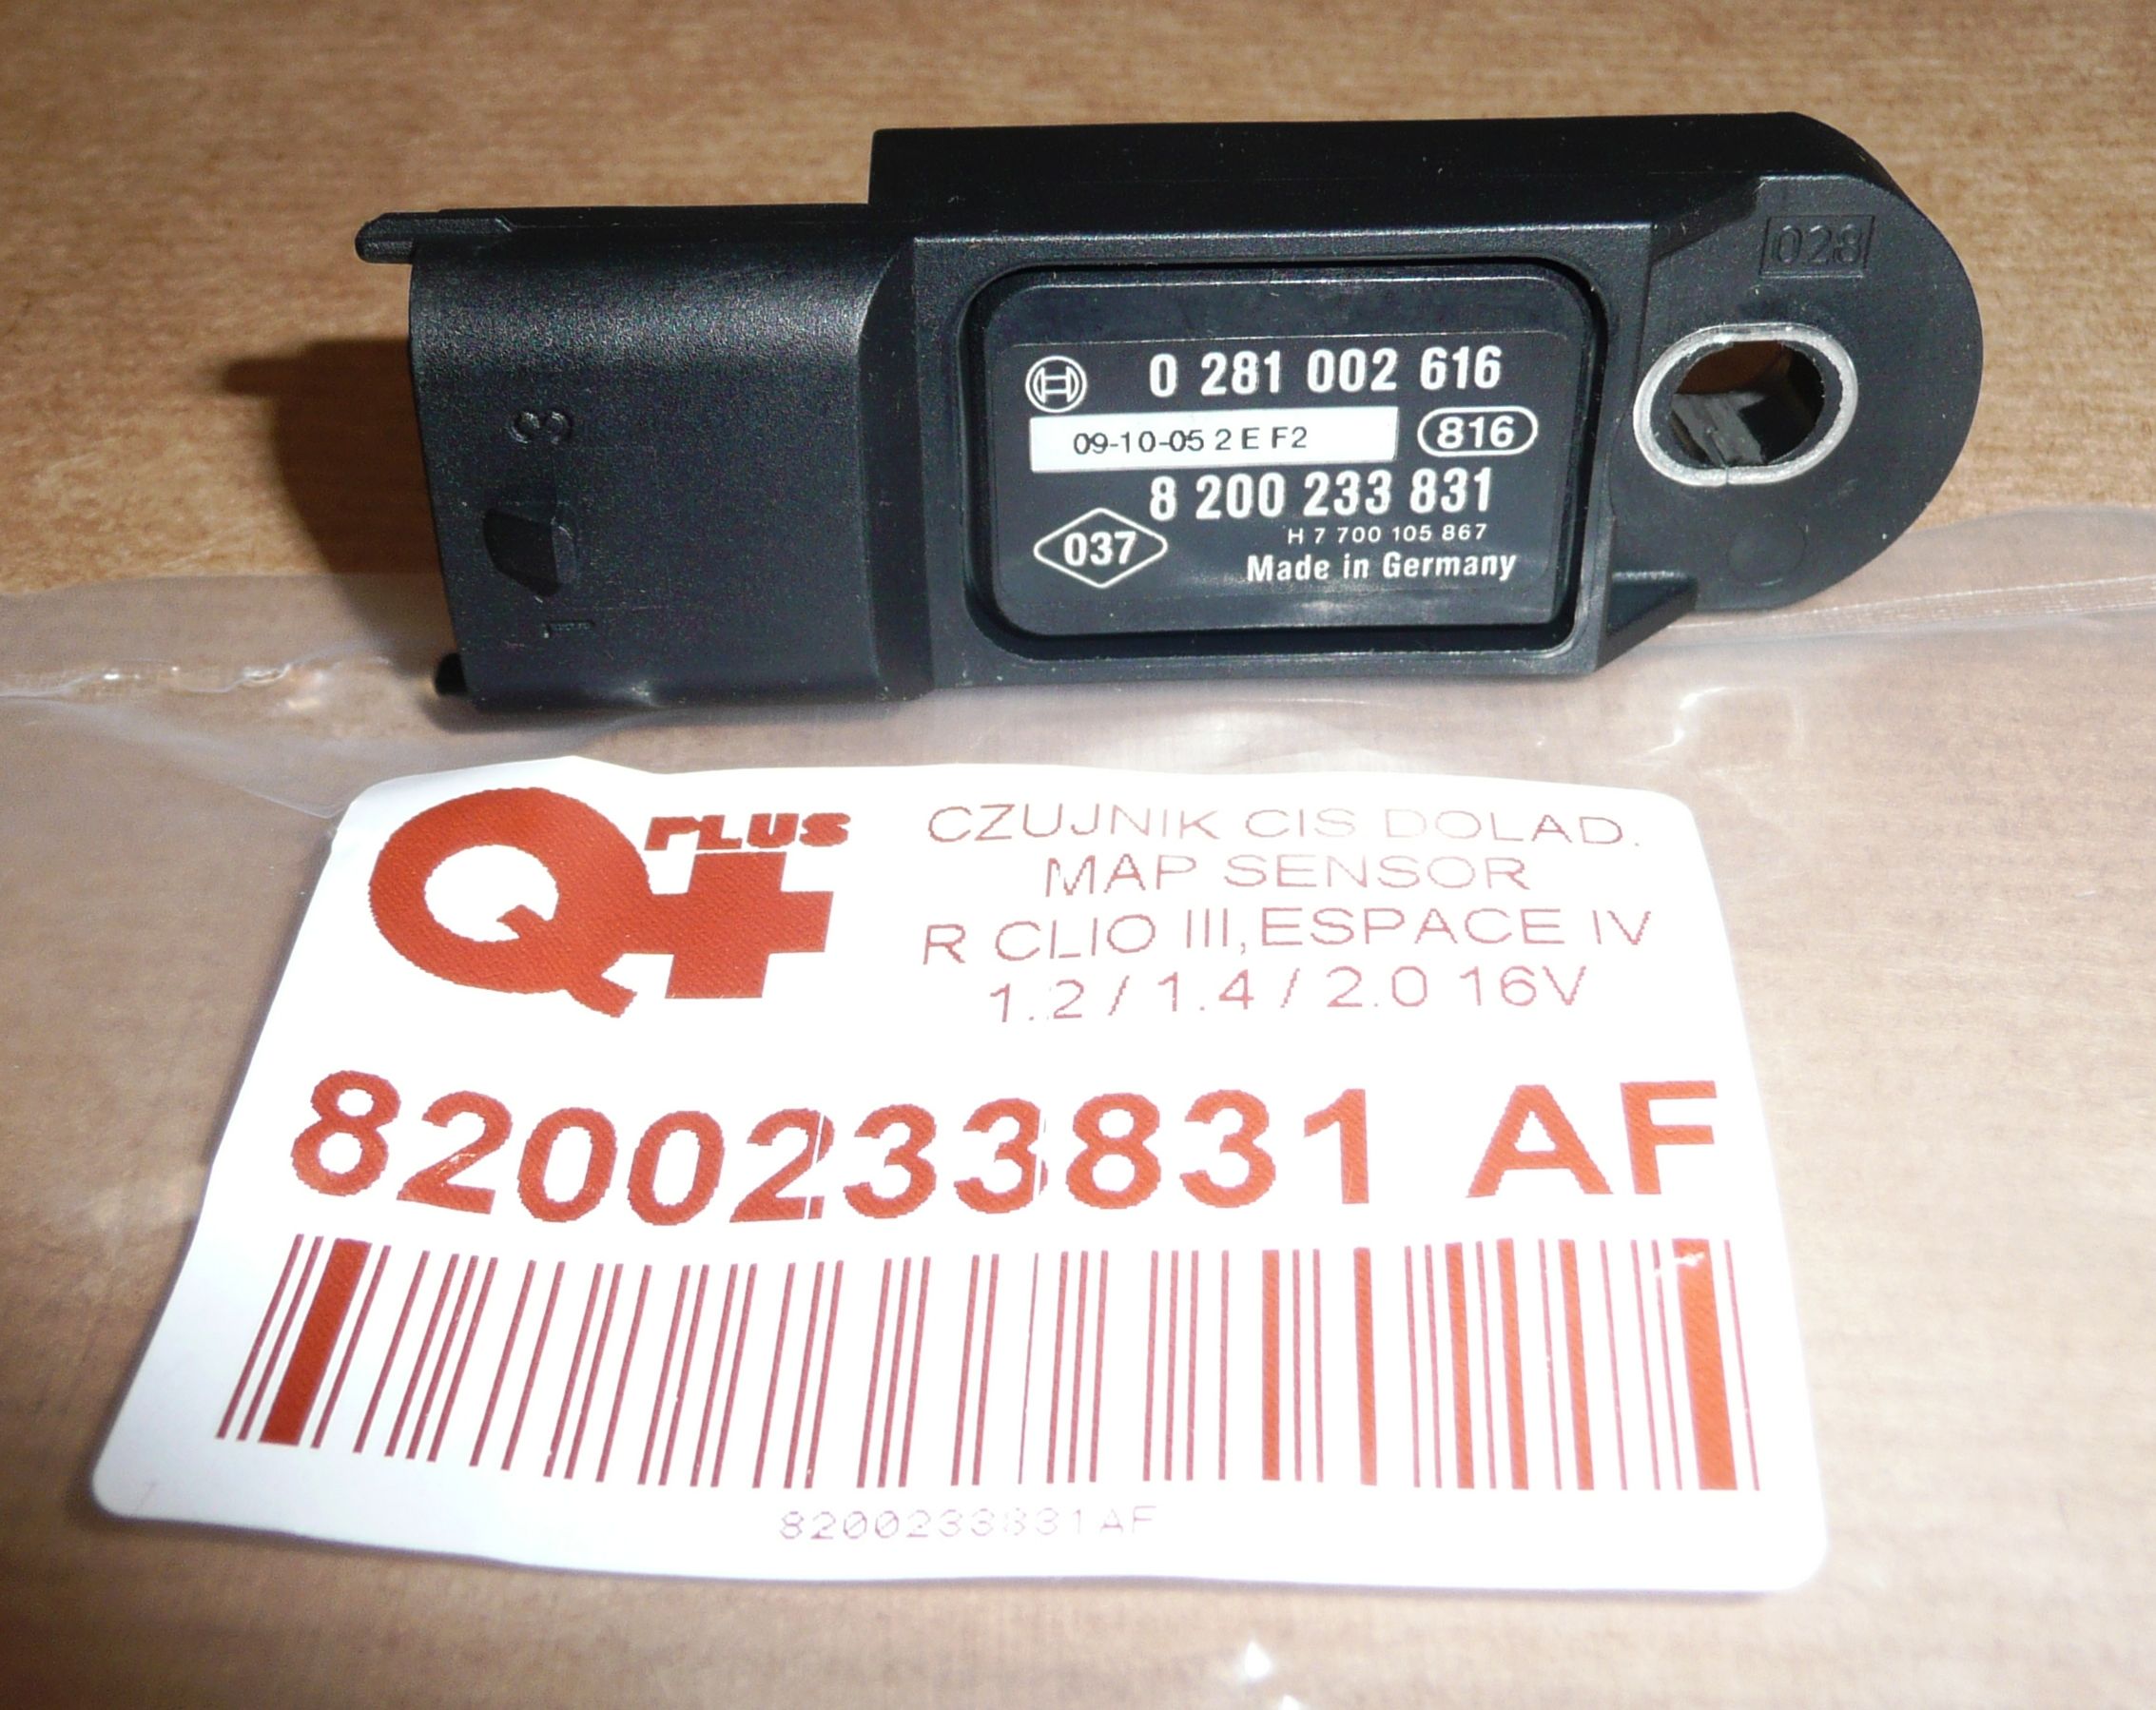 028
0 281 002 616
09-10-05 2 E F2
816
8 200 233 831
H 7 700 105 867
037
Made in Germany
3
1
Q PLUS
CZUJNIK CIS DOLAD.
MAP SENSOR
R CLIO III,ESPACE IV
1.2 / 1.4 / 2.0 16V
8200233831 AF
8200233831AF